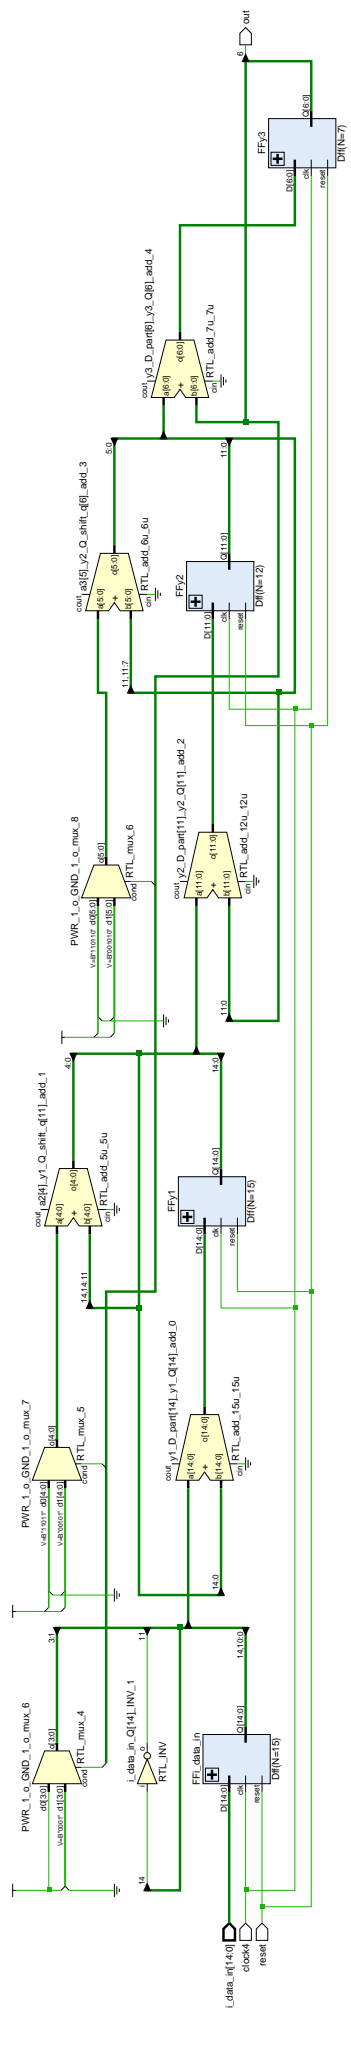 i_data_in[14:0]
clock4
reset
PWR_1_o_GND_1_o_mux_6
d0[3:0]
V=B'0001' d1[3:0]
o[3:0]
cond
RTL_mux_4
3:1
14
i_data_in_Q[14]_INV_1
i
o
RTL_INV
11
FFi_data_in
D[14:0]
clk
reset
Q[14:0]
Dff(N=15)
14,10:0
PWR_1_o_GND_1_o_mux_7
V=B'11011" d0[4:0]
V=B'00101" d1[4:0]
o[4:0]
cond
RTL_mux_5
14:0
y1_D_part[14]_y1_Q[14]_add_0
cout
a[14:0]
+
b[14:0]
o[14:0]
cin
RTL_add_15u_15u
14,14:11
a2[4]_y1_Q_shift_q[11]_add_1
cout
a[4:0]
+
b[4:0]
o[4:0]
cin
RTL_add_5u_5u
4:0
FFy1
D[14:0]
clk
reset
Q[14:0]
Dff(N=15)
14:0
PWR_1_o_GND_1_o_mux_8
V=B'110110" d0[5:0]
V=B'001010" d1[5:0]
o[5:0]
cond
RTL_mux_6
11:0
y2_D_part[11]_y2_Q[11]_add_2
cout
a[11:0]
+
b[11:0]
o[11:0]
cin
RTL_add_12u_12u
11,11:7
a3[5]_y2_Q_shift_q[6]_add_3
cout
a[5:0]
+
b[5:0]
o[5:0]
cin
RTL_add_6u_6u
5:0
FFy2
D[11:0]
clk
reset
Q[11:0]
Dff(N=12)
11:0
y3_D_part[6]_y3_Q[6]_add_4
cout
a[6:0]
+
b[6:0]
o[6:0]
cin
RTL_add_7u_7u
FFy3
D[6:0]
clk
reset
Q[6:0]
Dff(N=7)
6
out